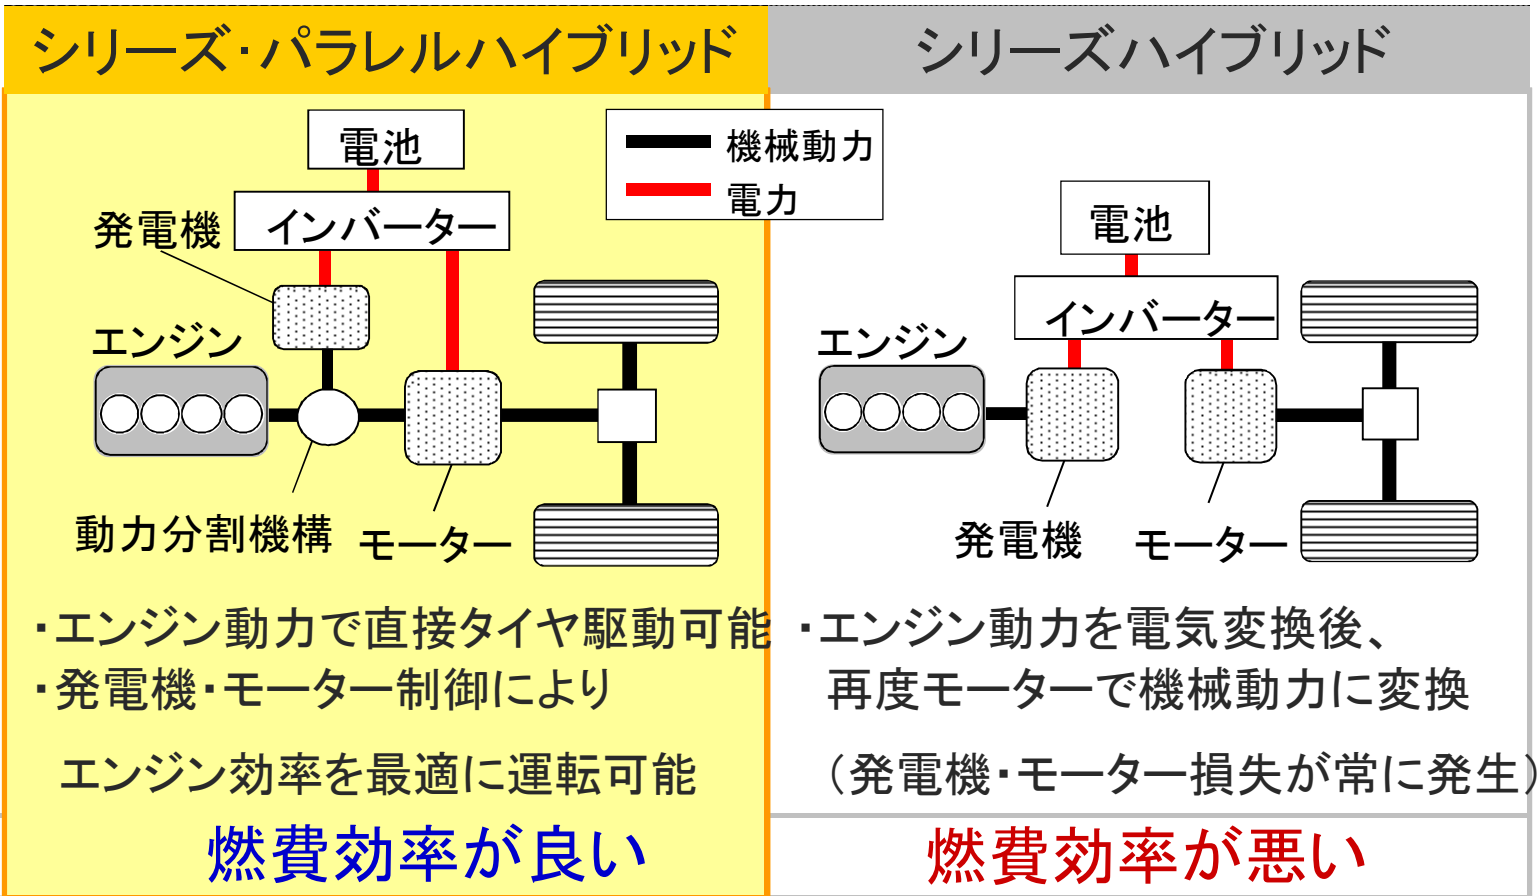 シリーズ・パラレルハイブリッド
電池
インバーター
発電機
エンジン
動力分割機構
モーター
・エンジン動力で直接タイヤ駆動可能
・発電機・モーター制御により
エンジン効率を最適に運転可能
燃費効率が良い
機械動力
電力
シリーズハイブリッド
電池
インバーター
エンジン
発電機
モーター
・エンジン動力を電気変換後、
再度モーターで機械動力に変換
（発電機・モーター損失が常に発生）
燃費効率が悪い